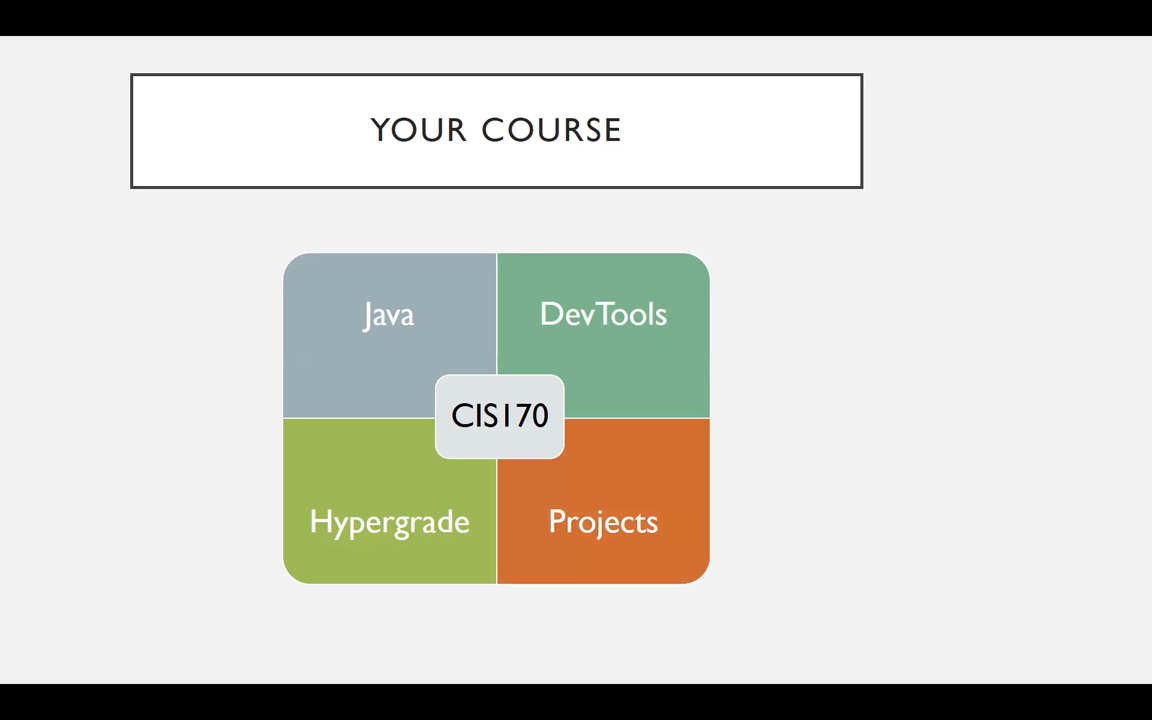 YOUR COURSE
Java
DevTools
CIS170
Hypergrade
Projects